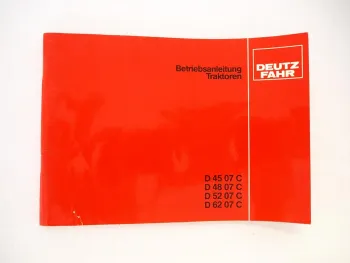 Betriebsanleitung
Traktoren
DEUTZ
FAHR
D 45 07 C
D 48 07 C
D 52 07 C
D 62 07 C